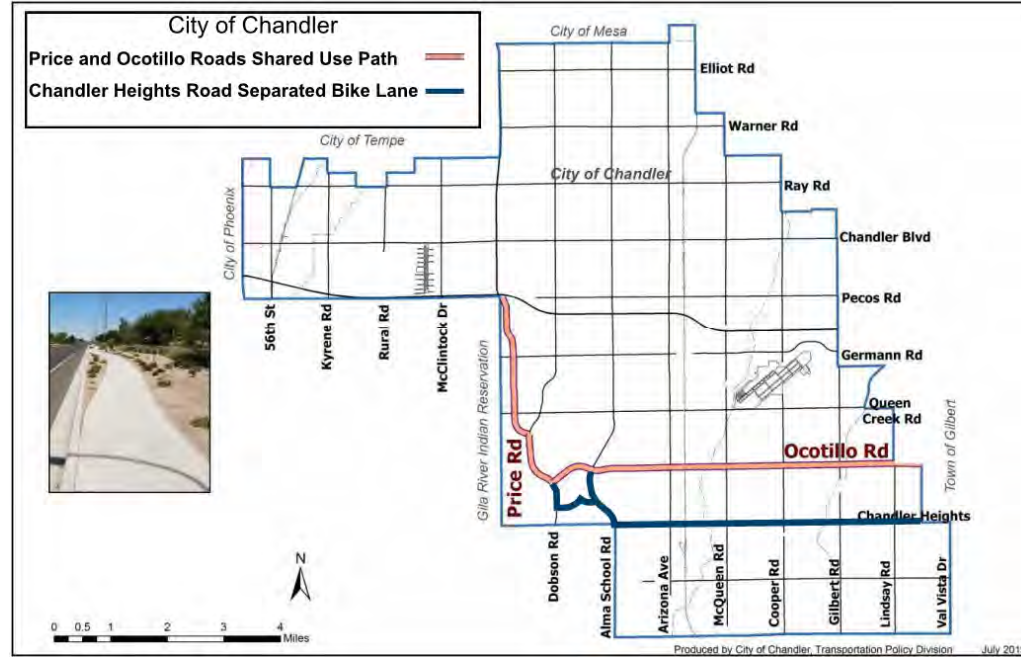 City of Chandler
Price and Ocotillo Roads Shared Use Path
Chandler Heights Road Separated Bike Lane
City of Mesa
Elliot Rd
Warner Rd
City of Tempe
City of Chandler
Ray Rd
City of Phoenix
Chandler Blvd
Pecos Rd
56th St
Kyrene Rd
Rural Rd
McClintock Dr
Germann Rd
Gila River Indian Reservation
Price Rd
Queen
Creek Rd
Ocotillo Rd
Town of Gilbert
Chandler Heights
Dobson Rd
Alma School Rd
Arizona Ave
McQueen Rd
Cooper Rd
Gilbert Rd
Lindsay Rd
Val Vista Dr
N
0 0.5 1 2 3 4
Miles
Produced by City of Chandler, Transportation Policy Division July